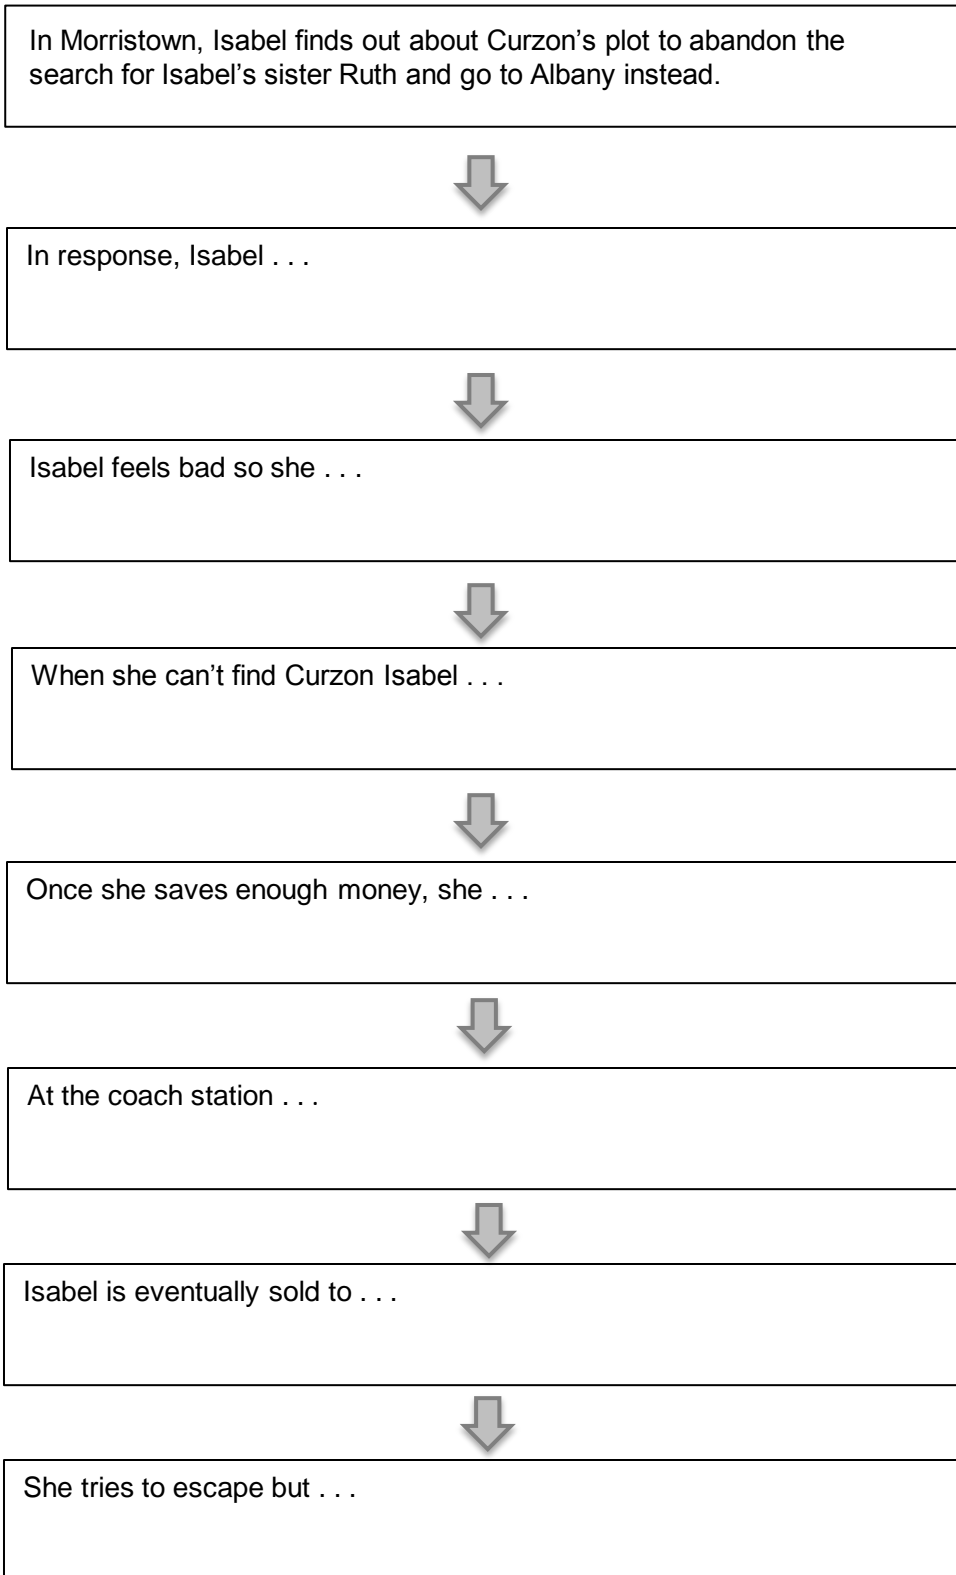 In Morristown, Isabel finds out about Curzon’s plot to abandon the
search for Isabel’s sister Ruth and go to Albany instead.
In response, Isabel . . .
Isabel feels bad so she . . .
When she can’t find Curzon Isabel . . .
Once she saves enough money, she . . .
At the coach station . . .
Isabel is eventually sold to . . .
She tries to escape but . . .